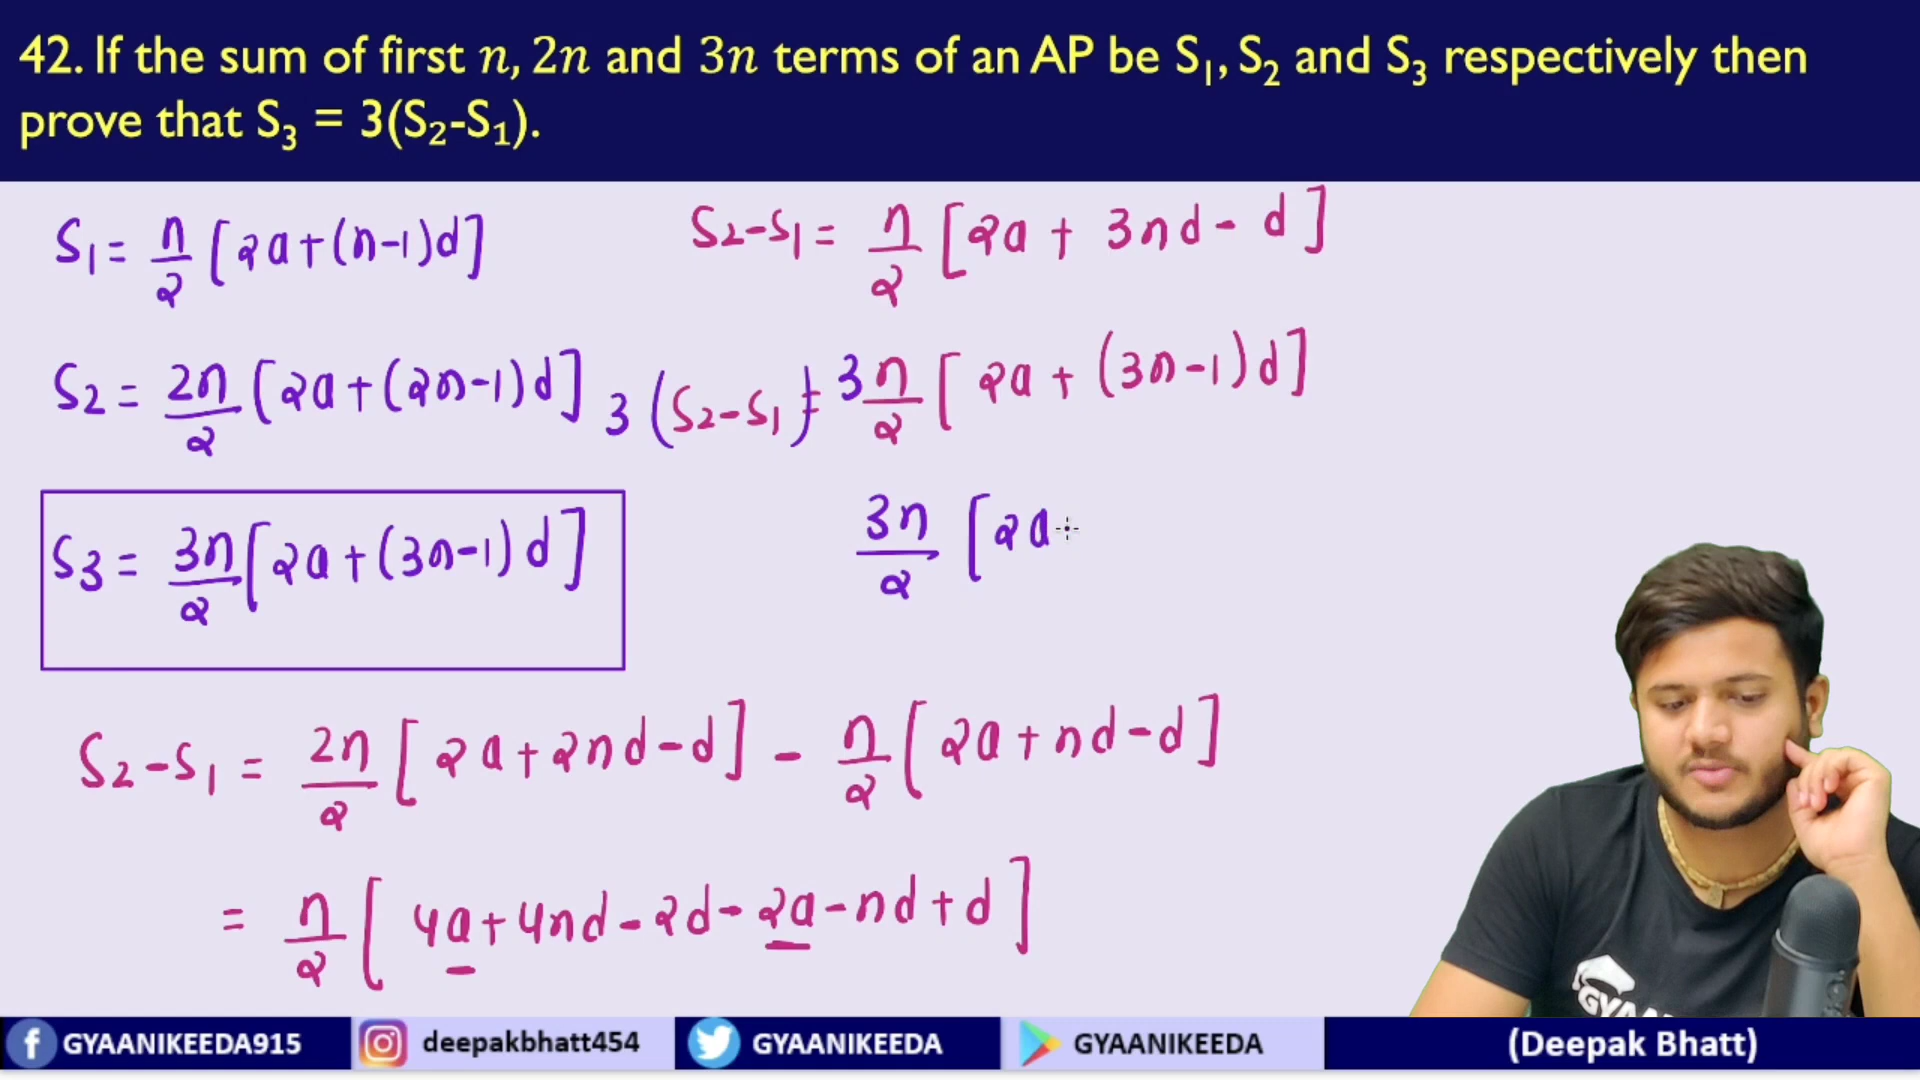 42. If the sum of first n, 2n and 3n terms of an AP be S₁, S₂ and S₃ respectively then
prove that S₃ = 3(S₂-S₁).
S₁ = n/2 [2a+(n-1)d]
S₂ = 2n/2 [2a+(2n-1)d]
S₃ = 3n/2 [2a+(3n-1)d]
S₂-S₁ = n/2 [2a + 3nd - d]
3(S₂-S₁) = 3n/2 [2a + (3n-1)d]
3n/2 [2a
S₂-S₁ = 2n/2 [2a+2nd-d] - n/2 [2a+nd-d]
= n/2 [4a+4nd-2d-2a-nd+d]
GYAANIKEEDA915
deepakbhatt454
GYAANIKEEDA
GYAANIKEEDA
(Deepak Bhatt)